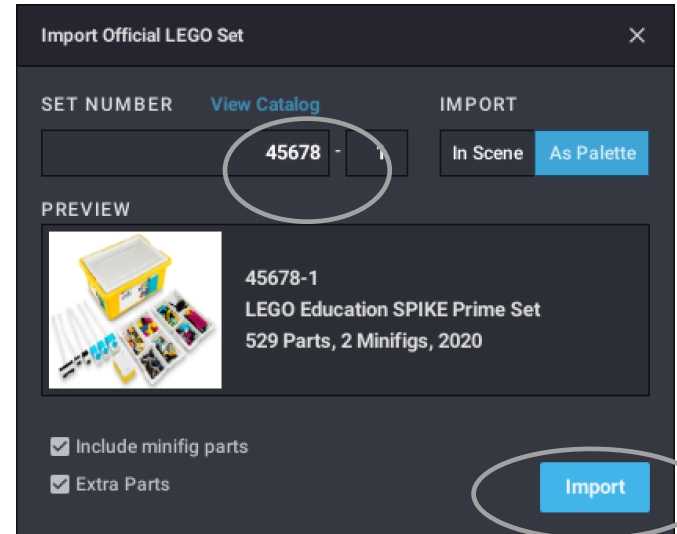 Import Official LEGO Set
SET NUMBER View Catalog IMPORT
45678 - 1 In Scene As Palette
PREVIEW
45678-1
LEGO Education SPIKE Prime Set
529 Parts, 2 Minifigs, 2020
Include minifig parts
Extra Parts
Import